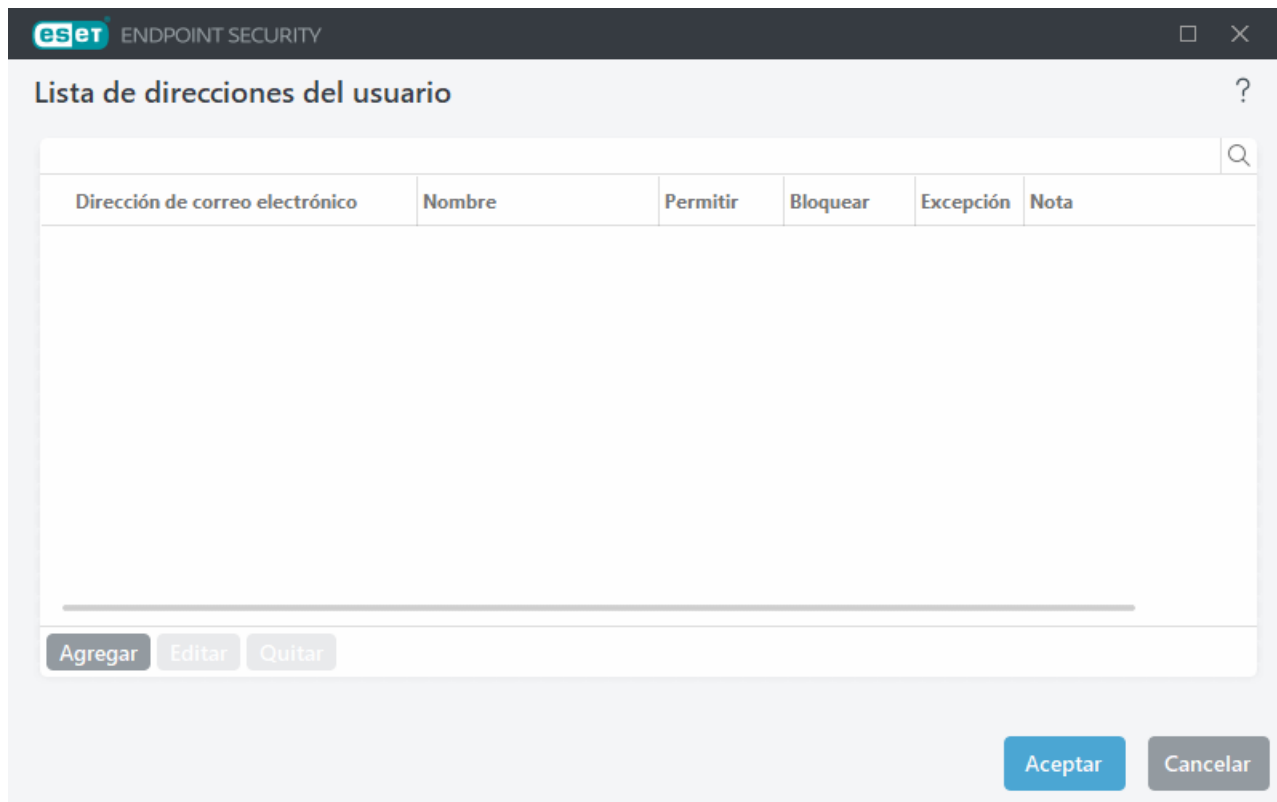 eset ENDPOINT SECURITY
Lista de direcciones del usuario
?
Dirección de correo electrónico Nombre Permitir Bloquear Excepción Nota
Agregar Editar Quitar
Aceptar Cancelar